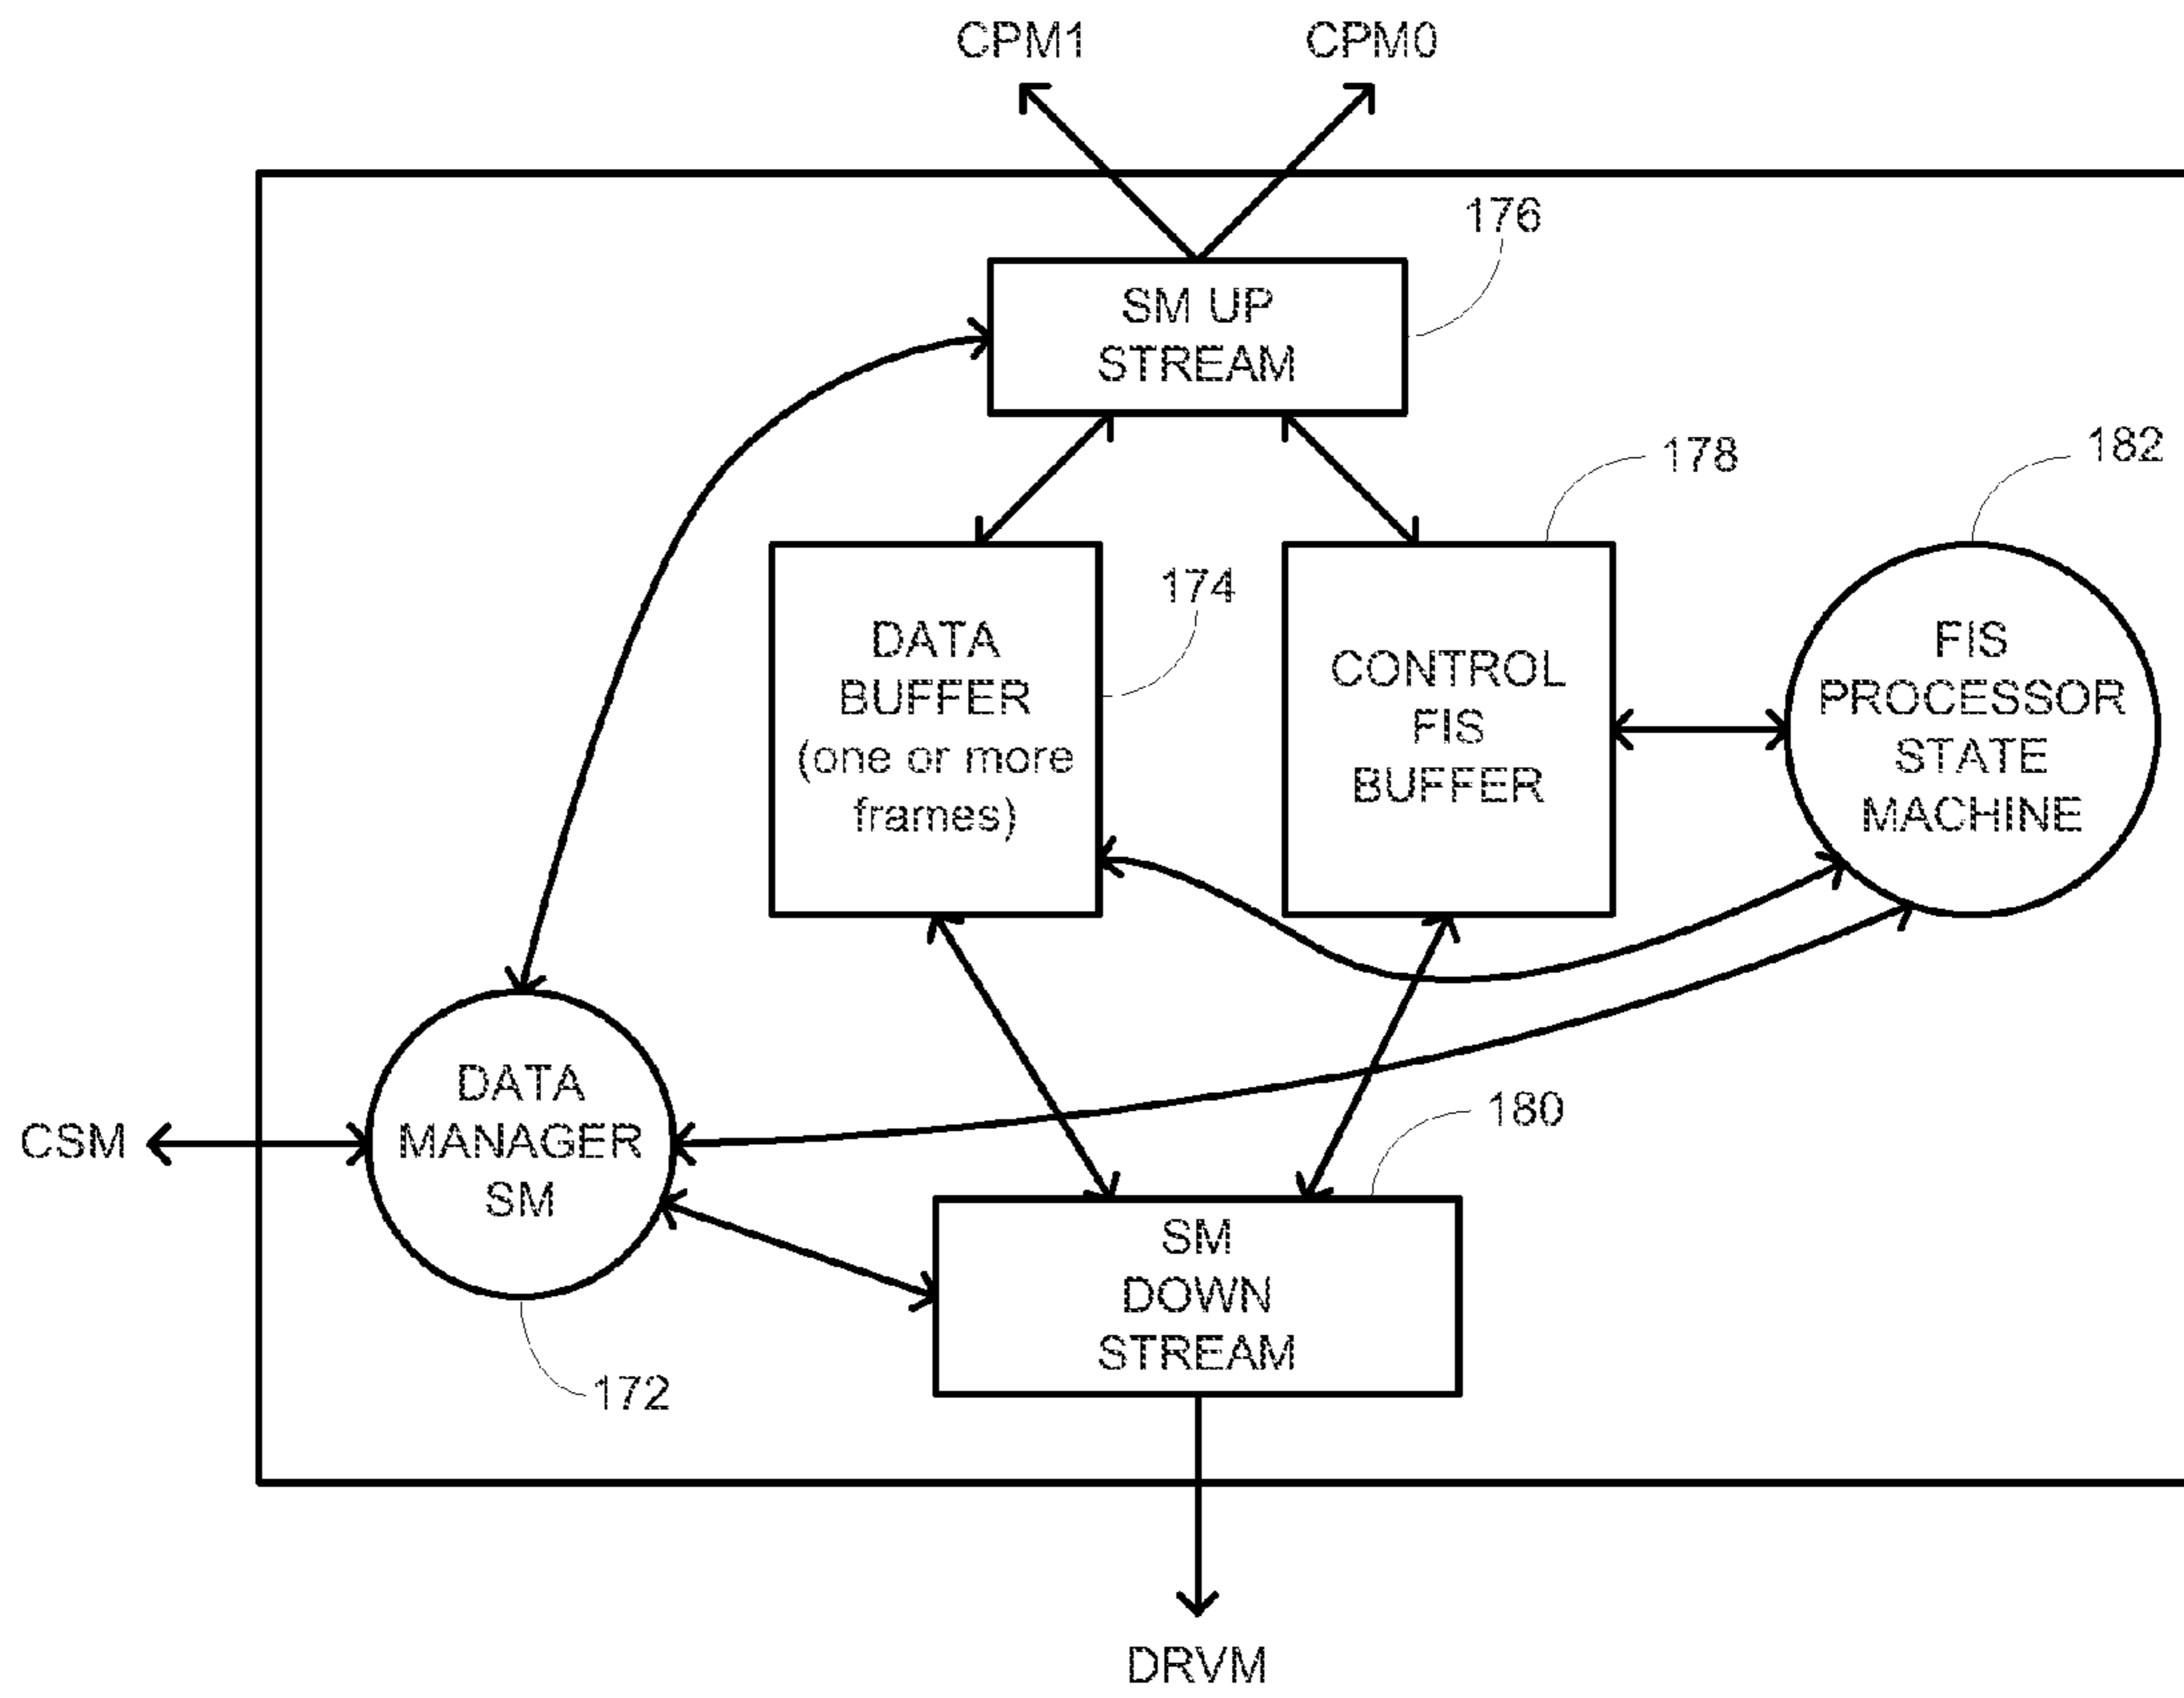 CPM1
CPM0
176
SM UP
STREAM
178
182
174
DATA
BUFFER
(one or more
frames)
CONTROL
FIS
BUFFER
FIS
PROCESSOR
STATE
MACHINE
CSM
DATA
MANAGER
SM
180
SM
DOWN
STREAM
172
DRVM